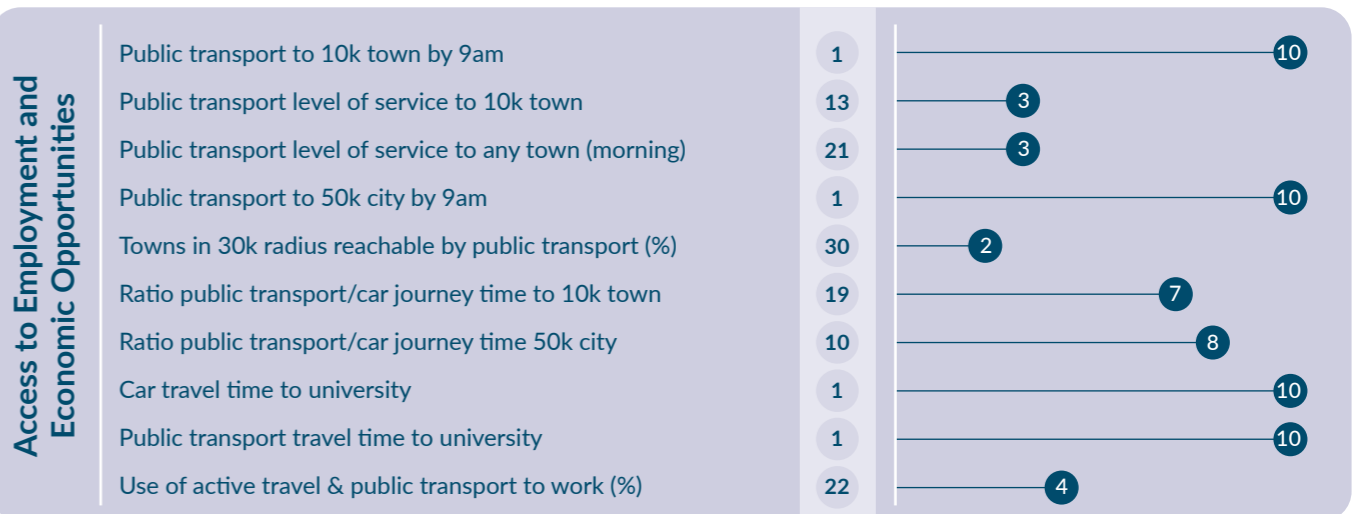 Access to Employment and
Economic Opportunities
Public transport to 10k town by 9am 1 10
Public transport level of service to 10k town 13 3
Public transport level of service to any town (morning) 21 3
Public transport to 50k city by 9am 1 10
Towns in 30k radius reachable by public transport (%) 30 2
Ratio public transport/car journey time to 10k town 19 7
Ratio public transport/car journey time 50k city 10 8
Car travel time to university 1 10
Public transport travel time to university 1 10
Use of active travel & public transport to work (%) 22 4